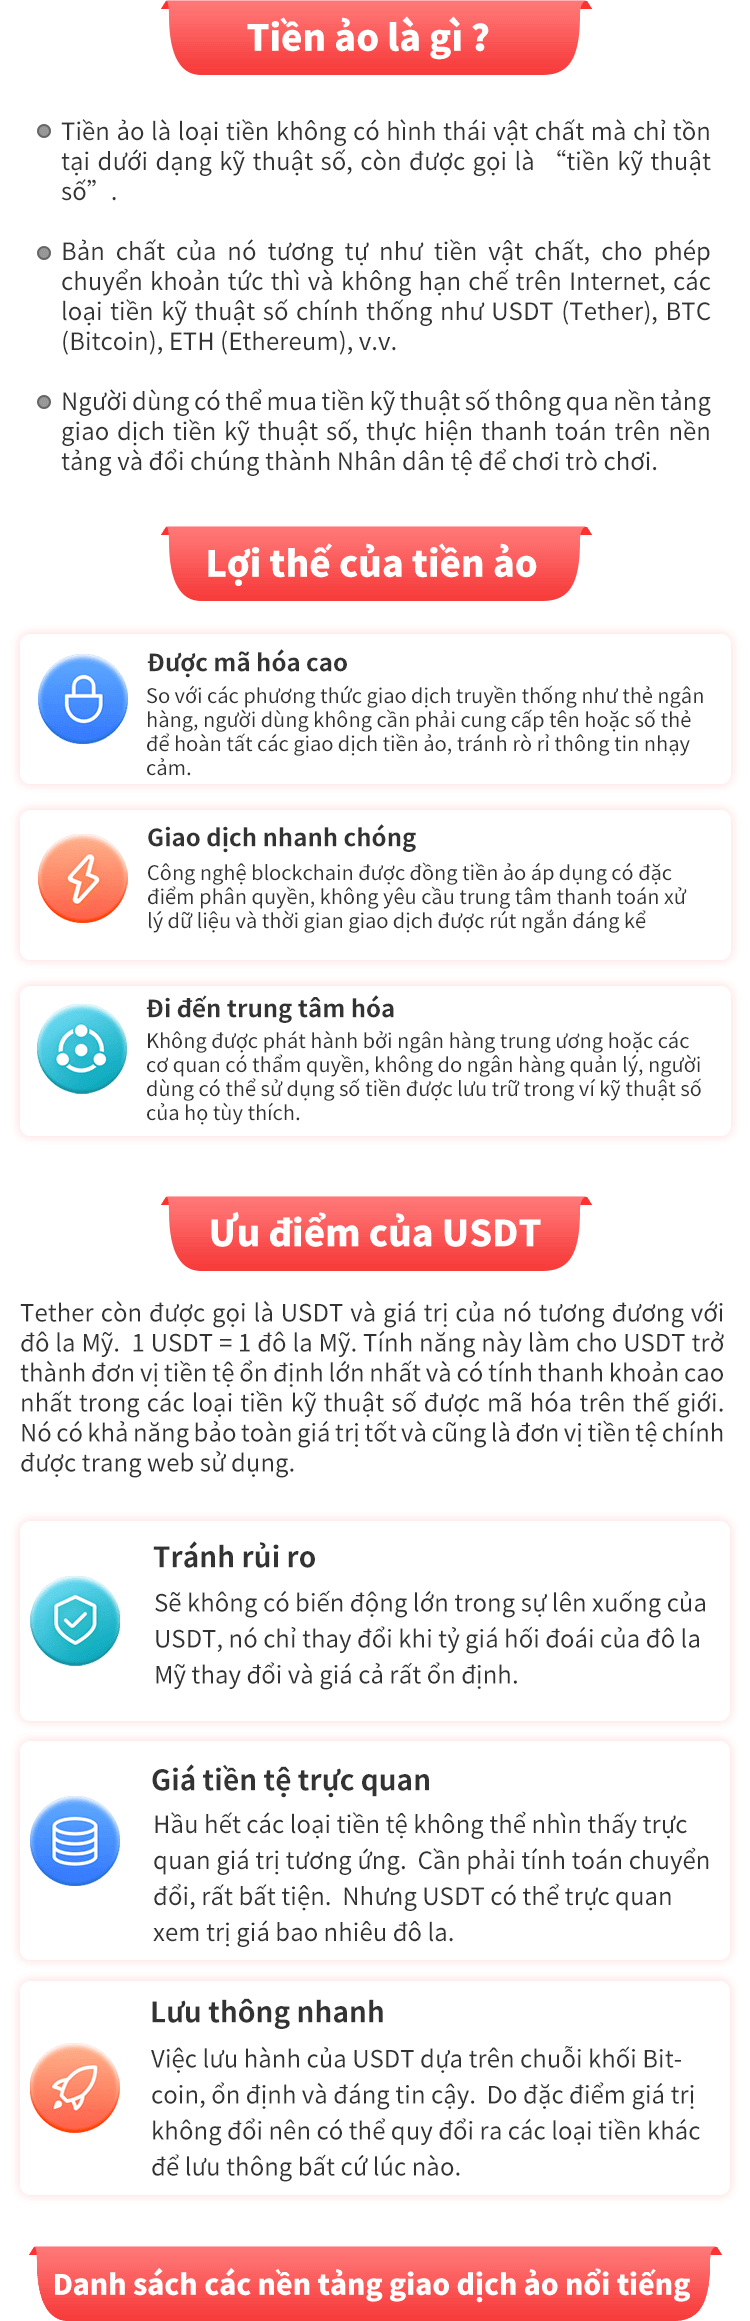 Tiền ảo là gì ?
Tiền ảo là loại tiền không có hình thái vật chất mà chỉ tồn
tại dưới dạng kỹ thuật số, còn được gọi là “tiền kỹ thuật
số” .
Bản chất của nó tương tự như tiền vật chất, cho phép
chuyển khoản tức thì và không hạn chế trên Internet, các
loại tiền kỹ thuật số chính thống như USDT (Tether), BTC
(Bitcoin), ETH (Ethereum), v.v.
Người dùng có thể mua tiền kỹ thuật số thông qua nền tảng
giao dịch tiền kỹ thuật số, thực hiện thanh toán trên nền
tảng và đổi chúng thành Nhân dân tệ để chơi trò chơi.
Lợi thế của tiền ảo
Được mã hóa cao
So với các phương thức giao dịch truyền thống như thẻ ngân
hàng, người dùng không cần phải cung cấp tên hoặc số thẻ
để hoàn tất các giao dịch tiền ảo, tránh rò rỉ thông tin nhạy
cảm.
Giao dịch nhanh chóng
Công nghệ blockchain được đồng tiền ảo áp dụng có đặc
điểm phân quyền, không yêu cầu trung tâm thanh toán xử
lý dữ liệu và thời gian giao dịch được rút ngắn đáng kể
Đi đến trung tâm hóa
Không được phát hành bởi ngân hàng trung ương hoặc các
cơ quan có thẩm quyền, không do ngân hàng quản lý, người
dùng có thể sử dụng số tiền được lưu trữ trong ví kỹ thuật số
của họ tùy thích.
Ưu điểm của USDT
Tether còn được gọi là USDT và giá trị của nó tương đương với
đô la Mỹ. 1 USDT = 1 đô la Mỹ. Tính năng này làm cho USDT trở
thành đơn vị tiền tệ ổn định lớn nhất và có tính thanh khoản cao
nhất trong các loại tiền kỹ thuật số được mã hóa trên thế giới.
Nó có khả năng bảo toàn giá trị tốt và cũng là đơn vị tiền tệ chính
được trang web sử dụng.
Tránh rủi ro
Sẽ không có biến động lớn trong sự lên xuống của
USDT, nó chỉ thay đổi khi tỷ giá hối đoái của đô la
Mỹ thay đổi và giá cả rất ổn định.
Giá tiền tệ trực quan
Hầu hết các loại tiền tệ không thể nhìn thấy trực
quan giá trị tương ứng. Cần phải tính toán chuyển
đổi, rất bất tiện. Nhưng USDT có thể trực quan
xem trị giá bao nhiêu đô la.
Lưu thông nhanh
Việc lưu hành của USDT dựa trên chuỗi khối Bit-
coin, ổn định và đáng tin cậy. Do đặc điểm giá trị
không đổi nên có thể quy đổi ra các loại tiền khác
để lưu thông bất cứ lúc nào.
Danh sách các nền tảng giao dịch ảo nổi tiếng